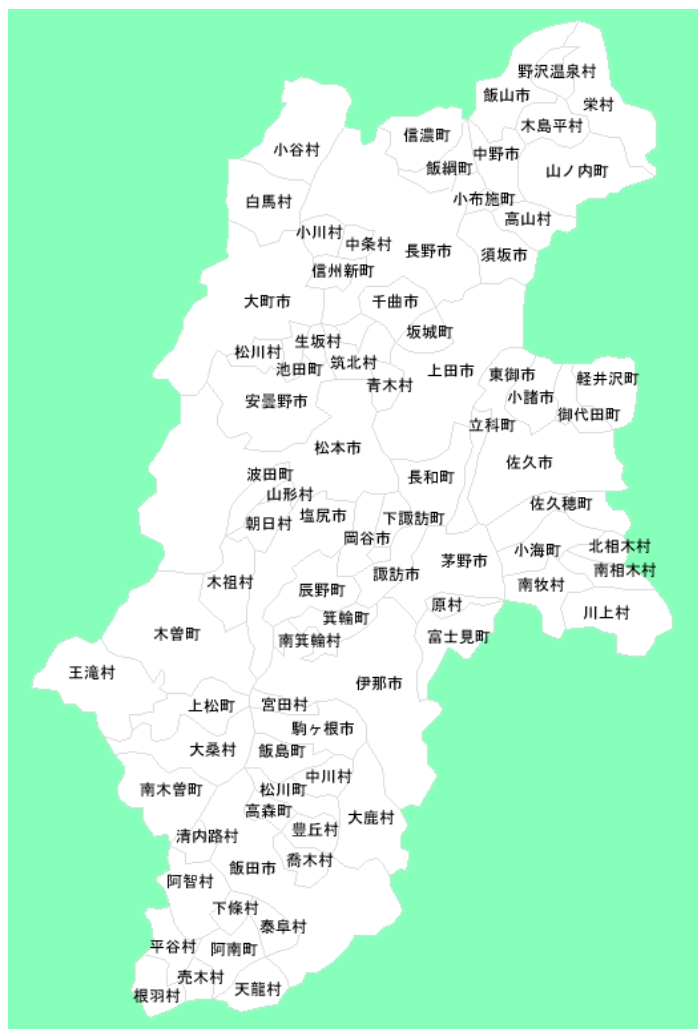 野沢温泉村
飯山市
栄村
木島平村
信濃町
小谷村
中野市
飯綱町
山ノ内町
白馬村
小布施町
高山村
小川村
中条村
長野市
須坂市
信州新町
大町市
千曲市
坂城町
生坂村
松川村
筑北村
池田町
上田市
東御市
軽井沢町
青木村
小諸市
安曇野市
御代田町
立科町
松本市
佐久市
波田町
長和町
山形村
佐久穂町
塩尻市
下諏訪町
朝日村
岡谷市
北相木村
小海町
茅野市
南相木村
諏訪市
木祖村
南牧村
辰野町
原村
川上村
箕輪町
木曽町
富士見町
南箕輪村
王滝村
伊那市
上松町
宮田村
駒ヶ根市
大桑村
飯島町
中川村
南木曽町
松川町
高森町
大鹿村
豊丘村
清内路村
喬木村
飯田市
阿智村
下條村
泰阜村
平谷村
阿南町
売木村
天龍村
根羽村